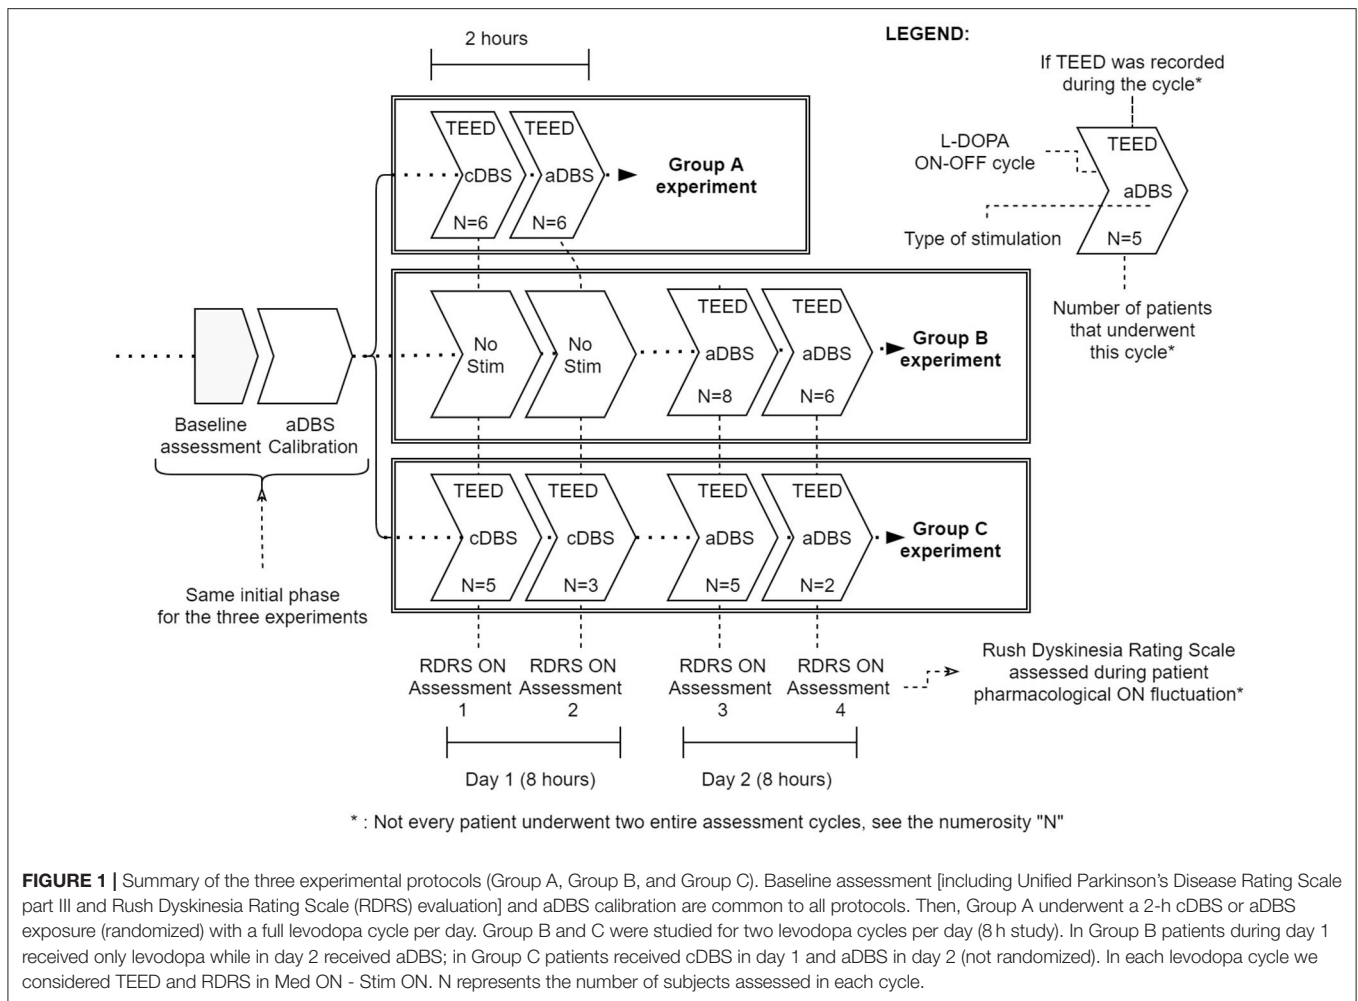 2 hours
LEGEND:
If TEED was recorded
during the cycle*
TEED
L-DOPA
ON-OFF cycle
aDBS
Type of stimulation
N=5
Number of patients
that underwent
this cycle*
TEED
cDBS
N=6
TEED
aDBS
N=6
Group A
experiment
Baseline
assessment
aDBS
Calibration
No
Stim
No
Stim
TEED
aDBS
N=8
TEED
aDBS
N=6
Group B
experiment
TEED
cDBS
N=5
TEED
cDBS
N=3
TEED
aDBS
N=5
TEED
aDBS
N=2
Group C
experiment
Same initial phase
for the three experiments
RDRS ON
Assessment
1
RDRS ON
Assessment
2
RDRS ON
Assessment
3
RDRS ON
Assessment
4
Rush Dyskinesia Rating Scale
assessed during patient
pharmacological ON fluctuation*
Day 1 (8 hours)
Day 2 (8 hours)
* : Not every patient underwent two entire assessment cycles, see the numerosity "N"
FIGURE 1 | Summary of the three experimental protocols (Group A, Group B, and Group C). Baseline assessment [including Unified Parkinson's Disease Rating Scale
part III and Rush Dyskinesia Rating Scale (RDRS) evaluation] and aDBS calibration are common to all protocols. Then, Group A underwent a 2-h cDBS or aDBS
exposure (randomized) with a full levodopa cycle per day. Group B and C were studied for two levodopa cycles per day (8 h study). In Group B patients during day 1
received only levodopa while in day 2 received aDBS; in Group C patients received cDBS in day 1 and aDBS in day 2 (not randomized). In each levodopa cycle we
considered TEED and RDRS in Med ON - Stim ON. N represents the number of subjects assessed in each cycle.